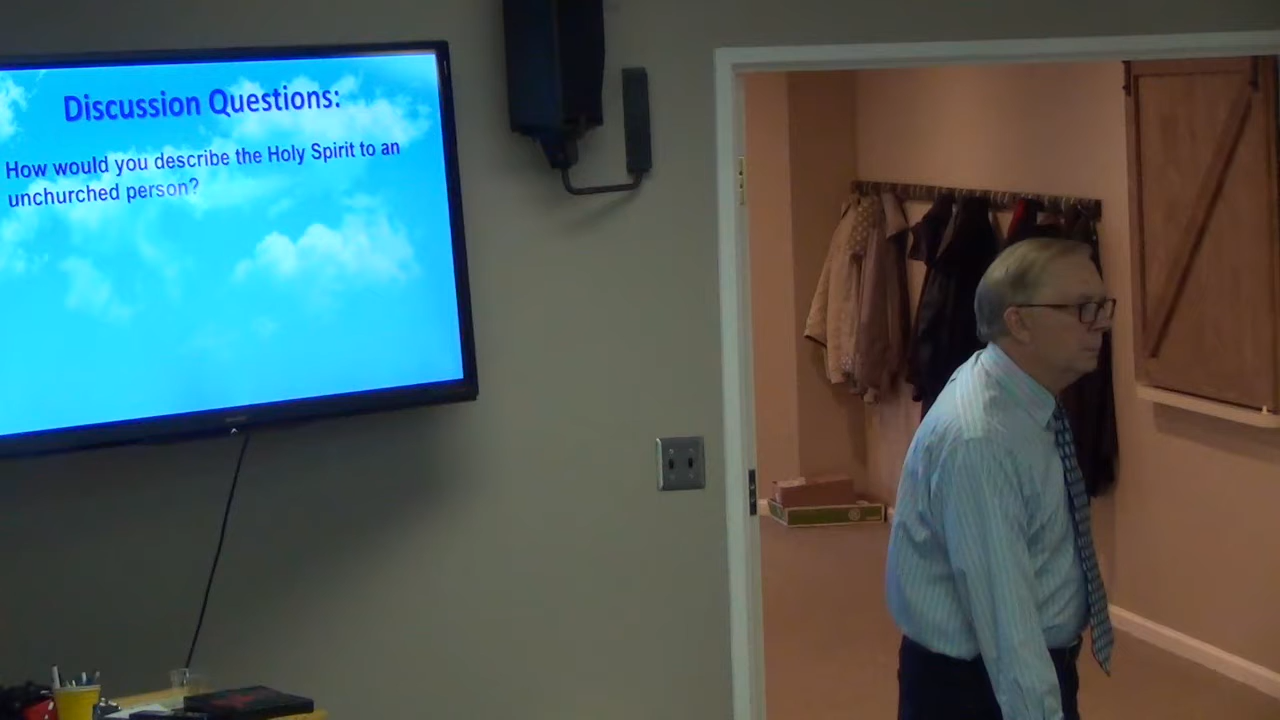 Discussion Questions:
How would you describe the Holy Spirit to an
unchurched person?